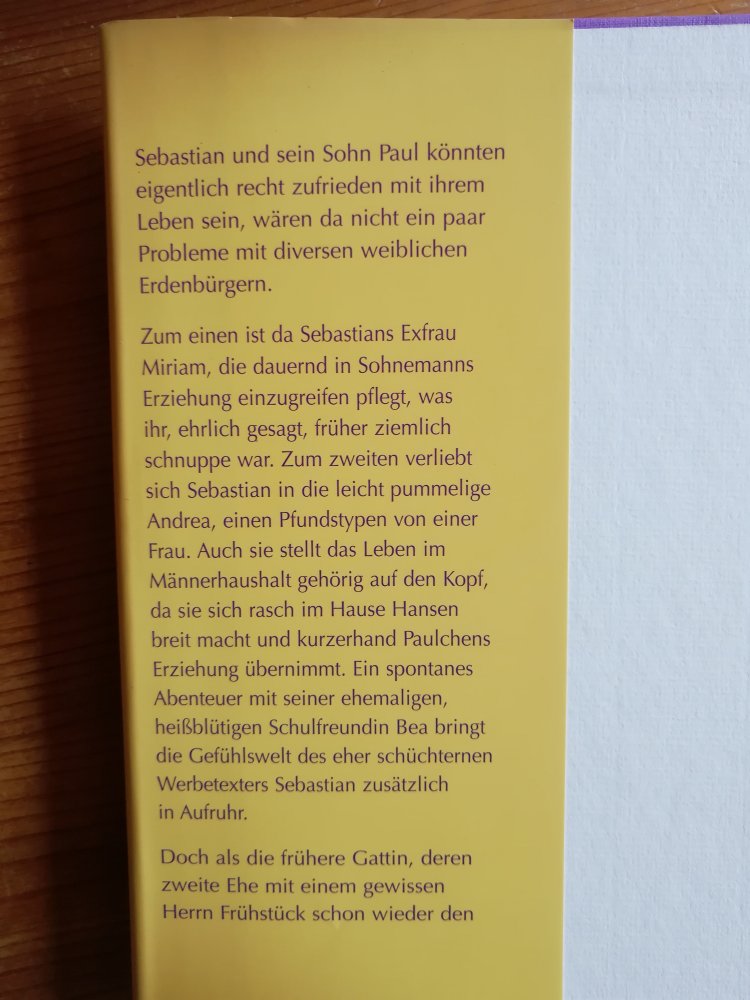 Sebastian und sein Sohn Paul könnten
eigentlich recht zufrieden mit ihrem
Leben sein, wären da nicht ein paar
Probleme mit diversen weiblichen
Erdenbürgern.
Zum einen ist da Sebastians Exfrau
Miriam, die dauernd in Sohnemanns
Erziehung einzugreifen pflegt, was
ihr, ehrlich gesagt, früher ziemlich
schnuppe war. Zum zweiten verliebt
sich Sebastian in die leicht pummelige
Andrea, einen Pfundstypen von einer
Frau. Auch sie stellt das Leben im
Männerhaushalt gehörig auf den Kopf,
da sie sich rasch im Hause Hansen
breit macht und kurzerhand Paulchens
Erziehung übernimmt. Ein spontanes
Abenteuer mit seiner ehemaligen,
heißblütigen Schulfreundin Bea bringt
die Gefühlswelt des eher schüchternen
Werbetexters Sebastian zusätzlich
in Aufruhr.
Doch als die frühere Gattin, deren
zweite Ehe mit einem gewissen
Herrn Frühstück schon wieder den